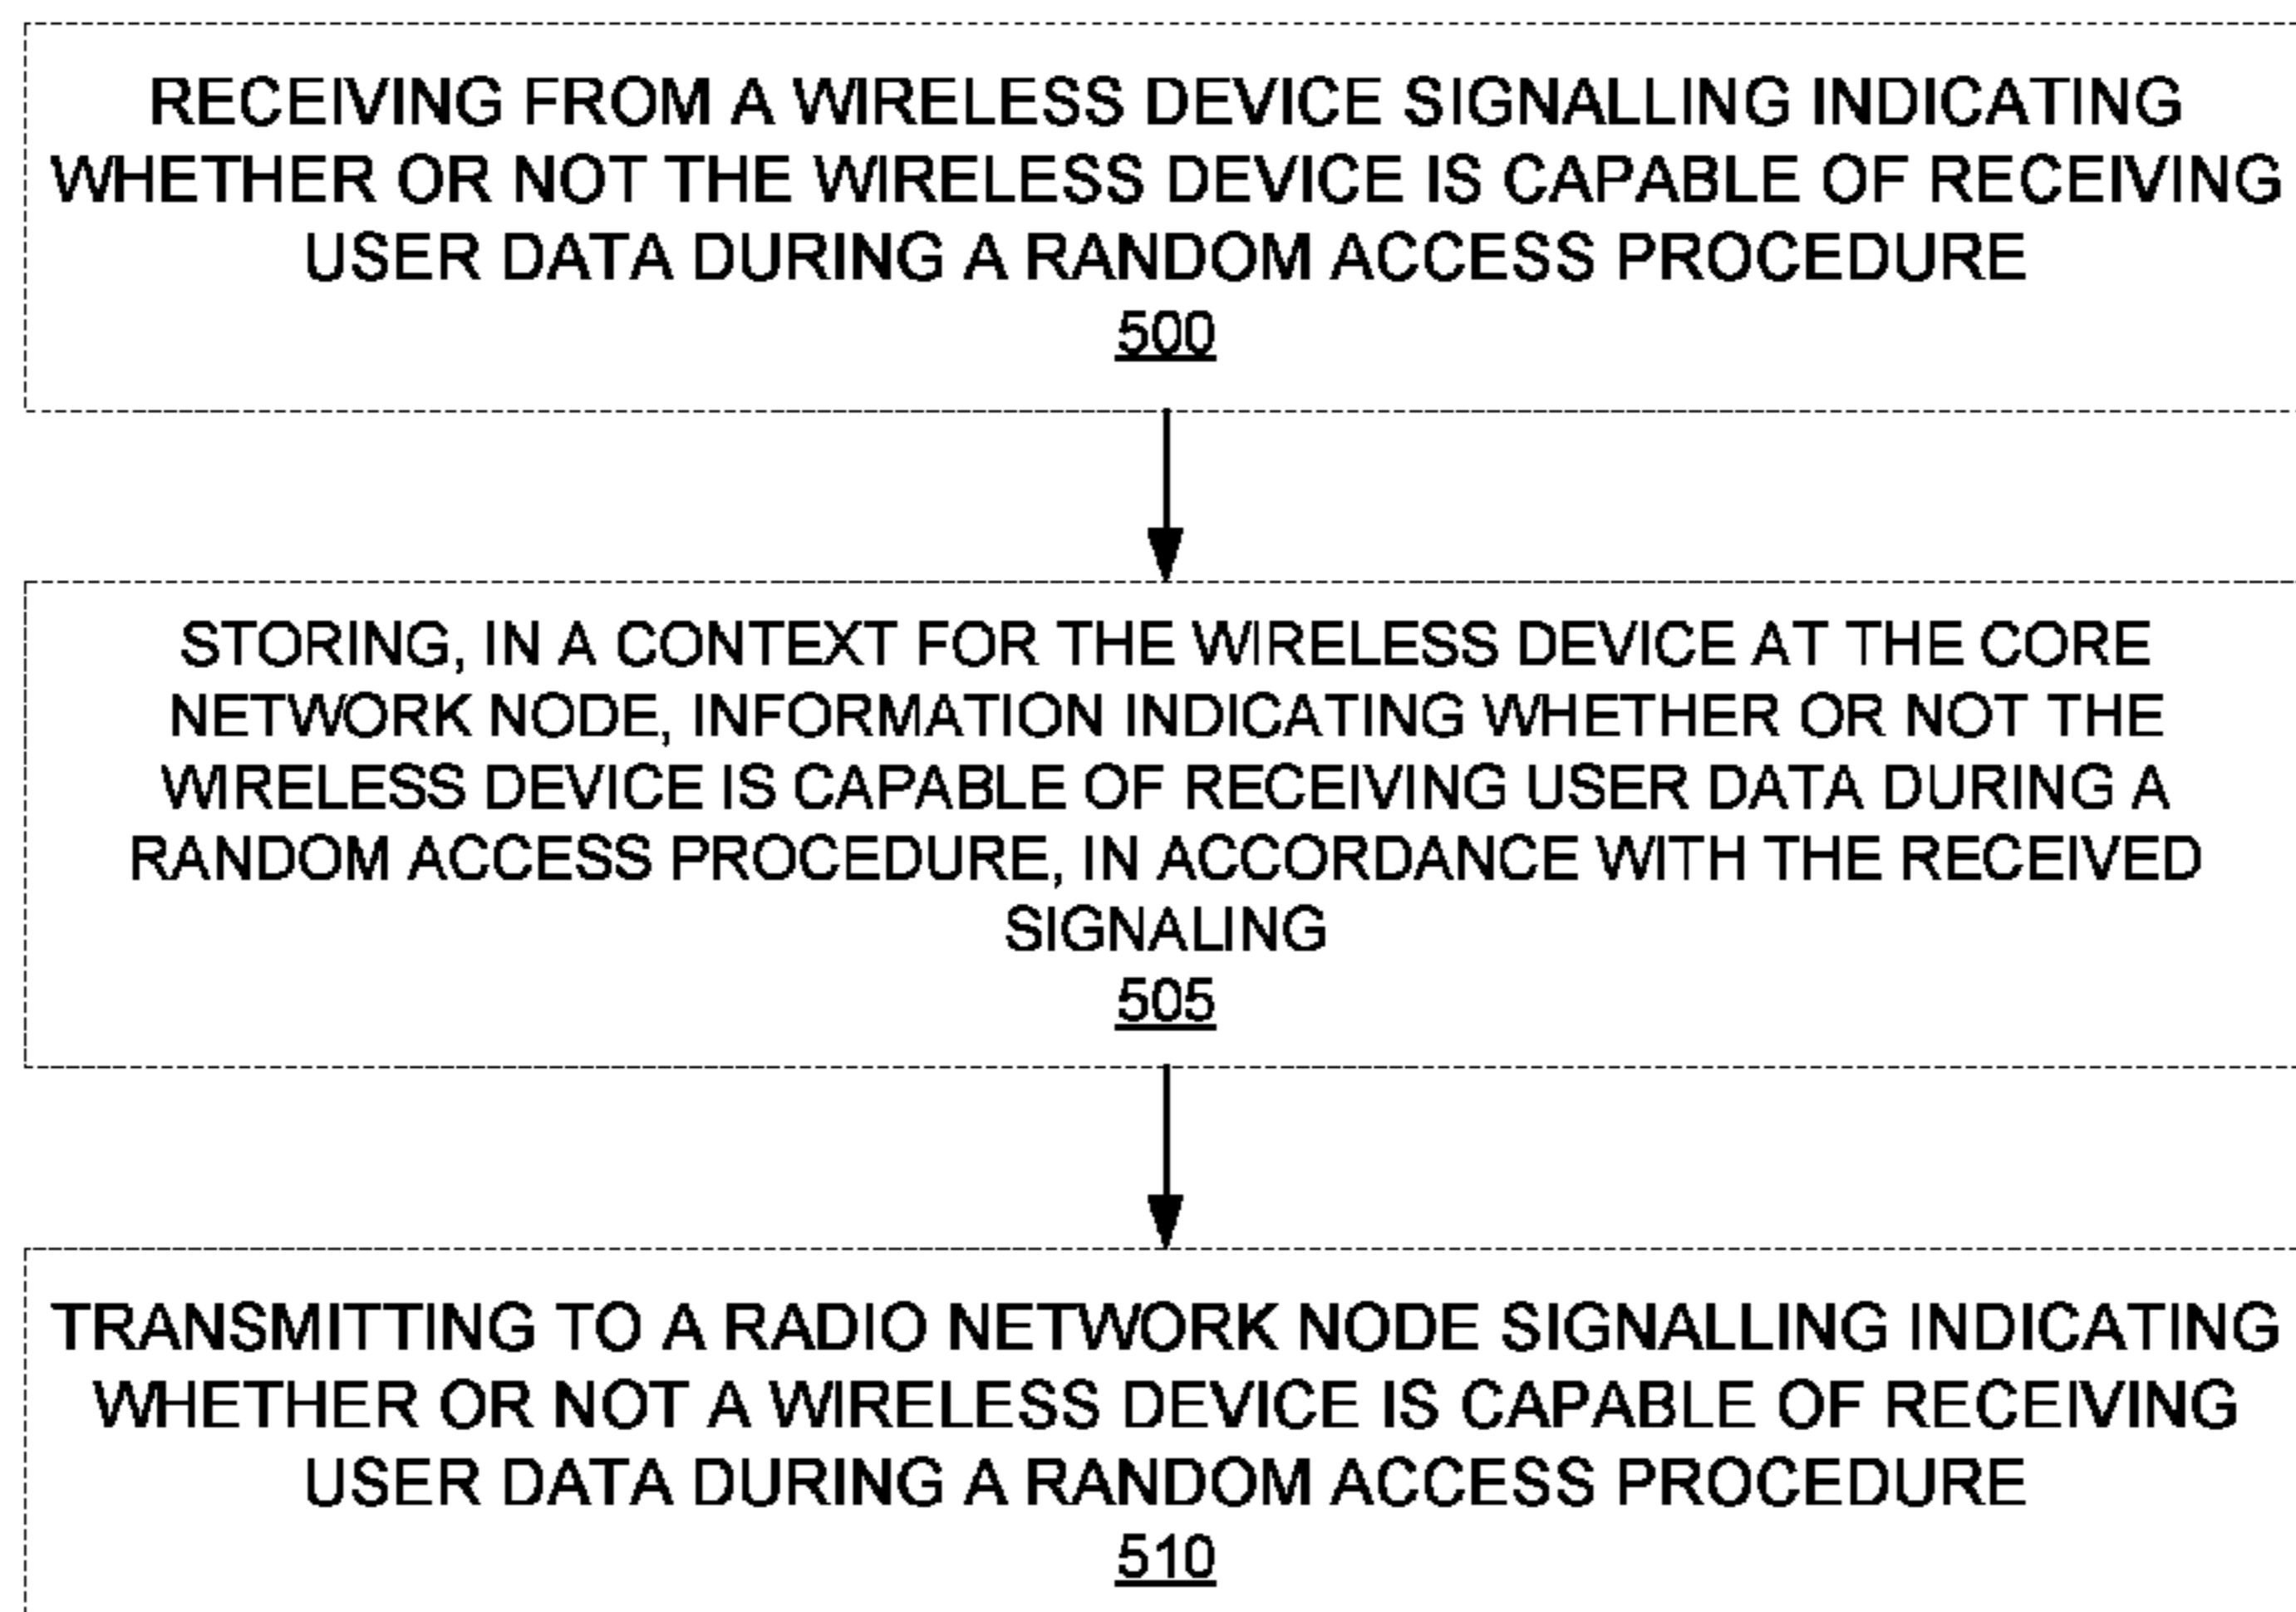 RECEIVING FROM A WIRELESS DEVICE SIGNALLING INDICATING
WHETHER OR NOT THE WIRELESS DEVICE IS CAPABLE OF RECEIVING
USER DATA DURING A RANDOM ACCESS PROCEDURE
500
STORING, IN A CONTEXT FOR THE WIRELESS DEVICE AT THE CORE
NETWORK NODE, INFORMATION INDICATING WHETHER OR NOT THE
WIRELESS DEVICE IS CAPABLE OF RECEIVING USER DATA DURING A
RANDOM ACCESS PROCEDURE, IN ACCORDANCE WITH THE RECEIVED
SIGNALING
505
TRANSMITTING TO A RADIO NETWORK NODE SIGNALLING INDICATING
WHETHER OR NOT A WIRELESS DEVICE IS CAPABLE OF RECEIVING
USER DATA DURING A RANDOM ACCESS PROCEDURE
510